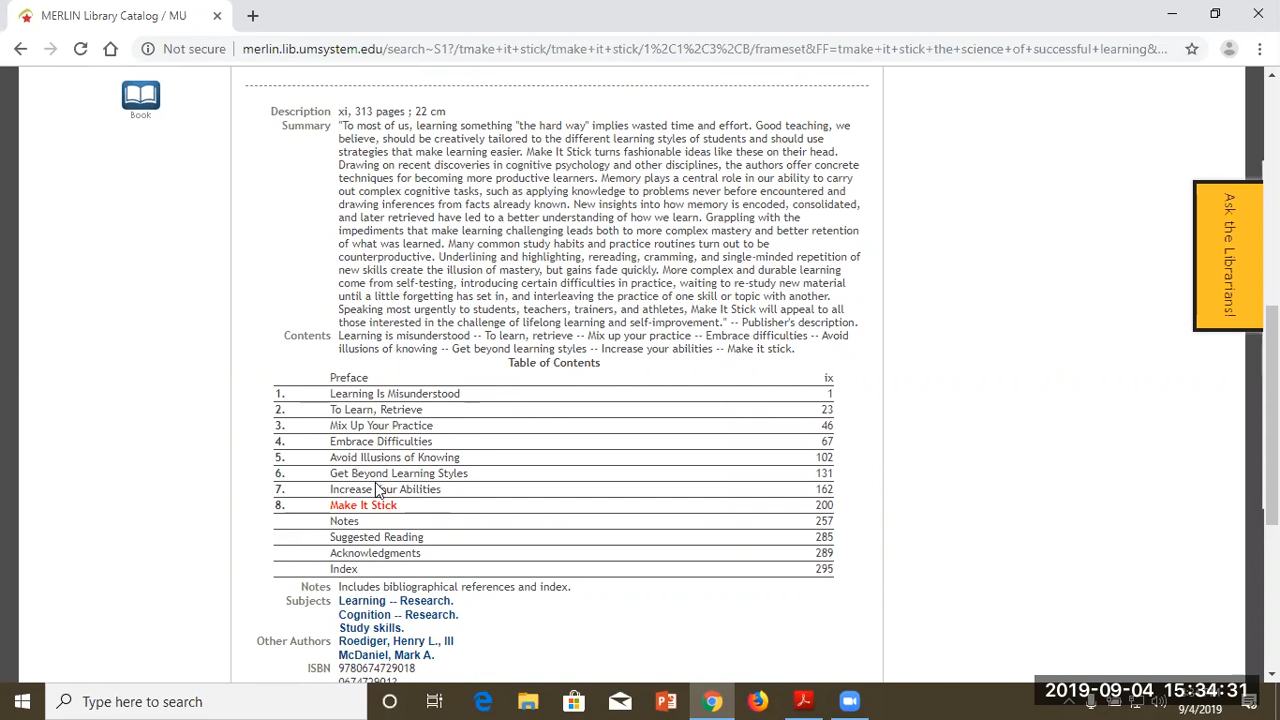 MERLIN Library Catalog / MU
Not secure
merlin.lib.umsystem.edu/search~S1?/tmake+it+stick/tmake+it+stick/1%2C1%2C3%2CB/frameset&FF=tmake+it+stick+the+science+of+successful+learning&...
Book
Description xi, 313 pages ; 22 cm
Summary "To most of us, learning something "the hard way" implies wasted time and effort. Good teaching, we
believe, should be creatively tailored to the different learning styles of students and should use
strategies that make learning easier. Make It Stick turns fashionable ideas like these on their head.
Drawing on recent discoveries in cognitive psychology and other disciplines, the authors offer concrete
techniques for becoming more productive learners. Memory plays a central role in our ability to carry
out complex cognitive tasks, such as applying knowledge to problems never before encountered and
drawing inferences from facts already known. New insights into how memory is encoded, consolidated,
and later retrieved have led to a better understanding of how we learn. Grappling with the
impediments that make learning challenging leads both to more complex mastery and better retention
of what was learned. Many common study habits and practice routines turn out to be
counterproductive. Underlining and highlighting, rereading, cramming, and single-minded repetition of
new skills create the illusion of mastery, but gains fade quickly. More complex and durable learning
come from self-testing, introducing certain difficulties in practice, waiting to re-study new material
until a little forgetting has set in, and interleaving the practice of one skill or topic with another.
Speaking most urgently to students, teachers, trainers, and athletes, Make It Stick will appeal to all
those interested in the challenge of lifelong learning and self-improvement." -- Publisher's description.
Contents Learning is misunderstood -- To learn, retrieve -- Mix up your practice -- Embrace difficulties -- Avoid
illusions of knowing -- Get beyond learning styles -- Increase your abilities -- Make it stick.
Table of Contents
Preface ix
1. Learning Is Misunderstood 1
2. To Learn, Retrieve 23
3. Mix Up Your Practice 46
4. Embrace Difficulties 67
5. Avoid Illusions of Knowing 102
6. Get Beyond Learning Styles 131
7. Increase Your Abilities 162
8. Make It Stick 200
Notes 257
Suggested Reading 285
Acknowledgments 289
Index 295
Notes Includes bibliographical references and index.
Subjects Learning -- Research.
Cognition -- Research.
Study skills.
Other Authors Roediger, Henry L., III
McDaniel, Mark A.
ISBN 9780674729018
Ask the Librarians!
Type here to search
2019-09-04 15:34:31
9/4/2019